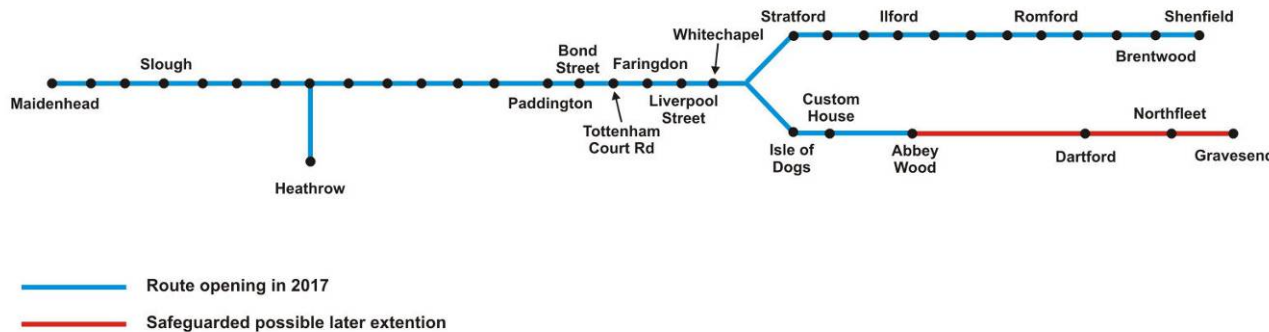 Stratford
Ilford
Romford
Shenfield
Whitechapel
Brentwood
Slough
Bond
Street
Faringdon
Maidenhead
Paddington
Liverpool
Street
Tottenham
Court Rd
Custom
House
Northfleet
Isle of
Dogs
Abbey
Wood
Dartford
Gravesend
Heathrow
Route opening in 2017
Safeguarded possible later extention